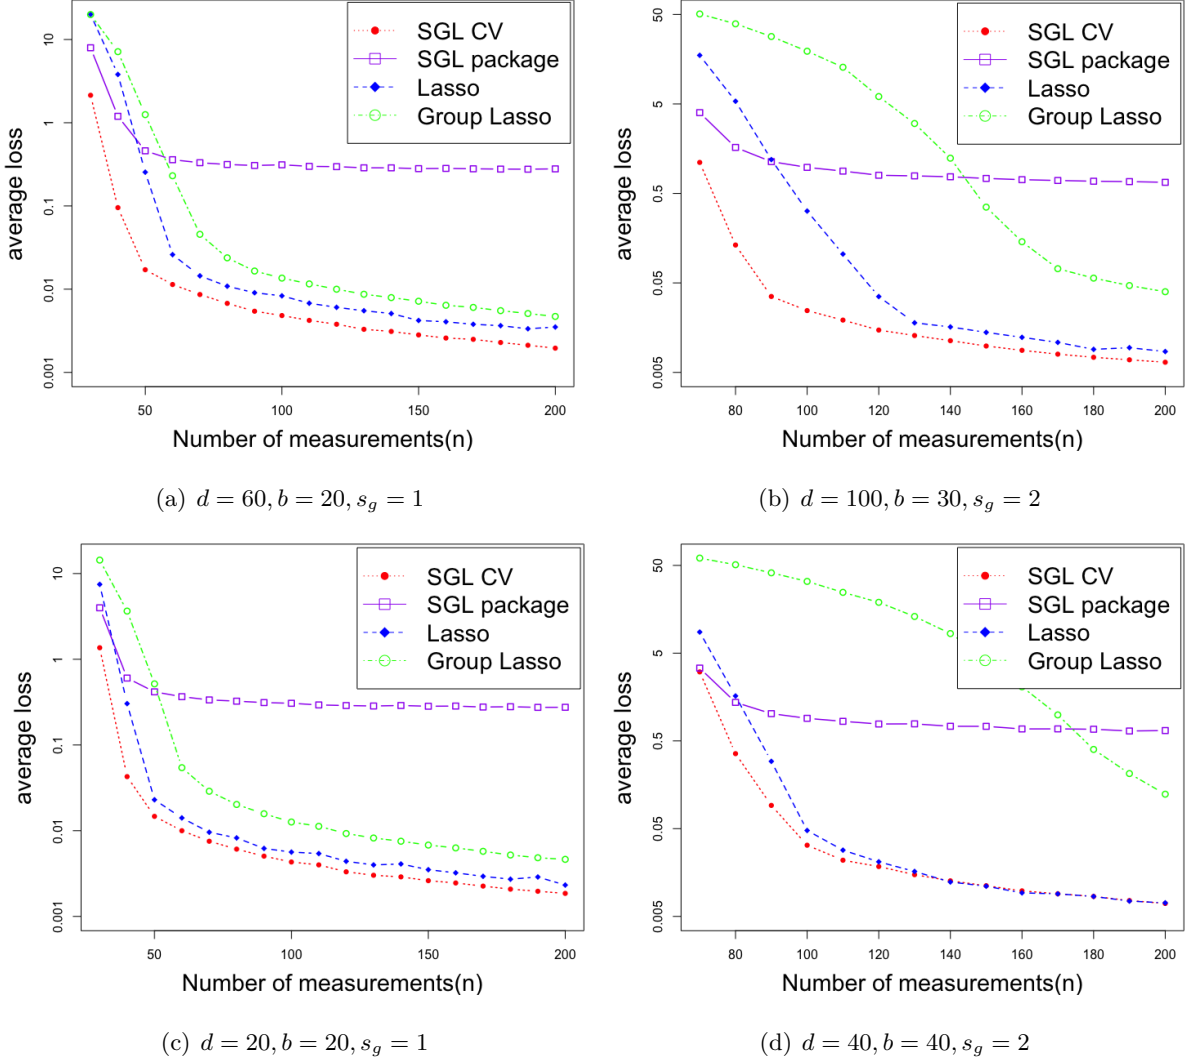 10
1
0.1
0.01
0.001
average loss
SGL CV
SGL package
Lasso
Group Lasso
50
100
150
200
Number of measurements(n)
(a) d = 60, b = 20, s_g = 1
50
5
0.5
0.05
0.005
average loss
SGL CV
SGL package
Lasso
Group Lasso
80
100
120
140
160
180
200
Number of measurements(n)
(b) d = 100, b = 30, s_g = 2
10
1
0.1
0.01
0.001
average loss
SGL CV
SGL package
Lasso
Group Lasso
50
100
150
200
Number of measurements(n)
(c) d = 20, b = 20, s_g = 1
50
5
0.5
0.05
0.005
average loss
SGL CV
SGL package
Lasso
Group Lasso
80
100
120
140
160
180
200
Number of measurements(n)
(d) d = 40, b = 40, s_g = 2